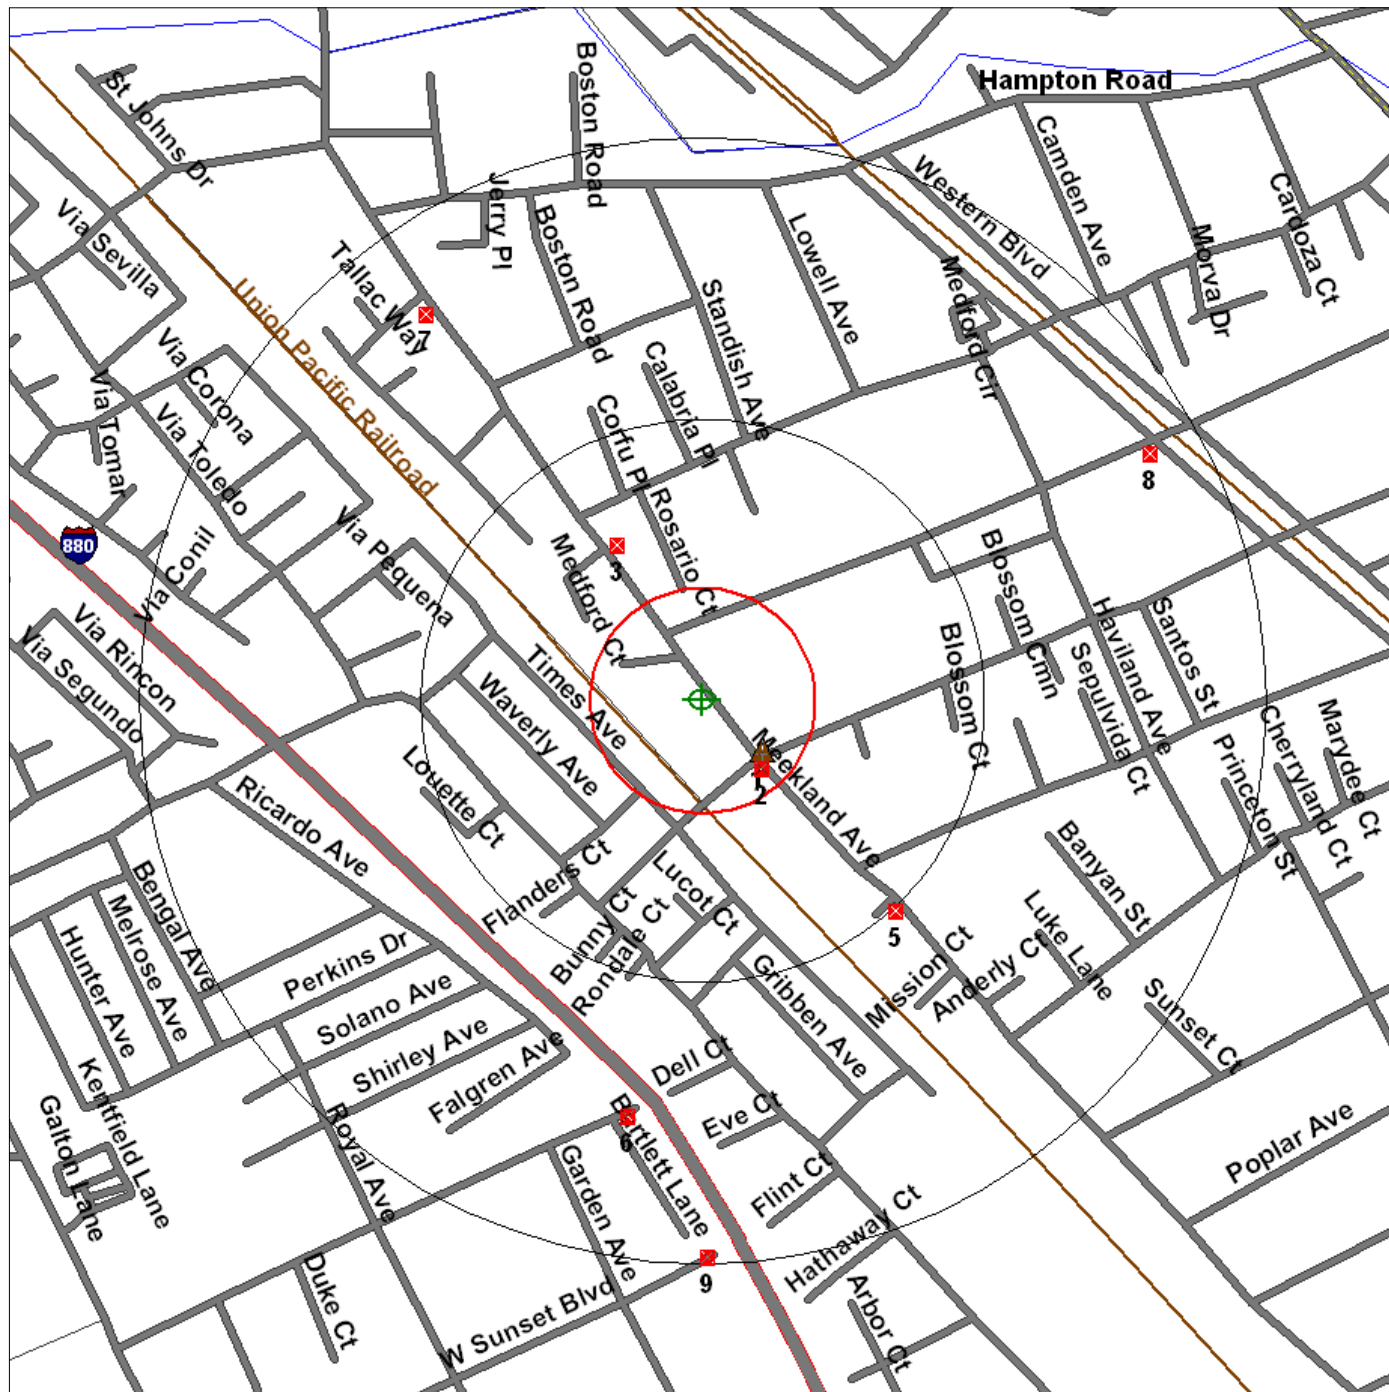 Hampton Road
St Johns Dr
Boston Road
Jerry Pl
Western Blvd
Camden Ave
Cardoza Ct
Via Sevilla
Tallac Way
Boston Road
Lowell Ave
Morva Dr
Medford Cir
Union Pacific Railroad
Standish Ave
7
Via Corona
Calabria Pl
Via Tomar
Via Toledo
Corfu Pl
8
Rosario Ct
880
Via Conil
Via Pequena
Medford Ct
3
Blossom Cmn
Haviland Ave
Santos St
Via Rincon
Via Segundo
Times Ave
Waverly Ave
Blossom Ct
Sepulvida Ct
Cherryland Ct
Marydee Ct
Princeton St
Meekland Ave
2
Louette Ct
Ricardo Ave
Banyan St
Flanders Ct
Lucot Ct
Bengal Ave
Melrose Ave
Hunter Ave
5
Luke Lane
Bunny Ct
Rondale Ct
Mission Ct
Anderly Ct
Perkins Dr
Gribben Ave
Solano Ave
Sunset Ct
Shirley Ave
Falgren Ave
Dell Ct
Kentfield Lane
Galton Lane
Royal Ave
6
Bartlett Lane
Eve Ct
Poplar Ave
Garden Ave
Flint Ct
Hathaway Ct
Duke Ct
9
W Sunset Blvd
Arbor Ct